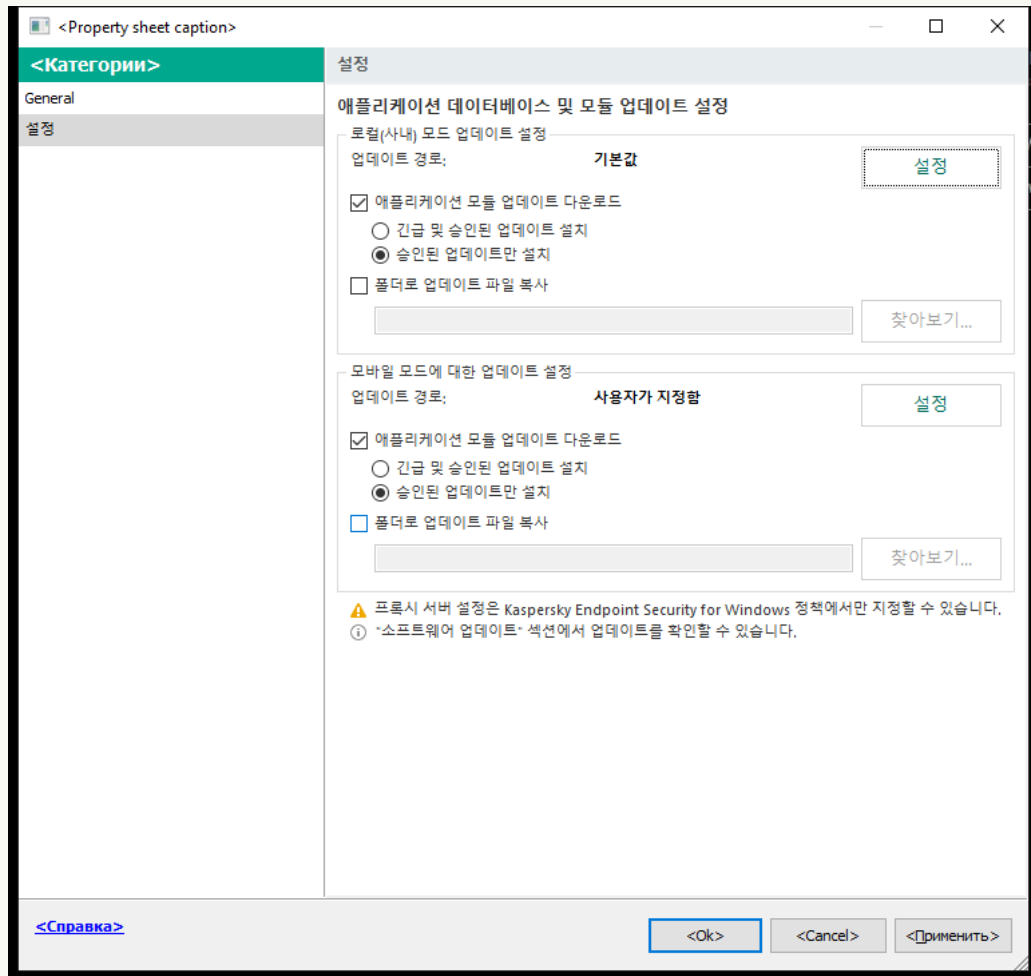 <Property sheet caption>
<Категории>
설정
General
설정
애플리케이션 데이터베이스 및 모듈 업데이트 설정
로컬(사내) 모드 업데이트 설정
업데이트 경로:
기본값
설정
애플리케이션 모듈 업데이트 다운로드
긴급 및 승인된 업데이트 설치
승인된 업데이트만 설치
폴더로 업데이트 파일 복사
찾아보기...
모바일 모드에 대한 업데이트 설정
업데이트 경로:
사용자가 지정함
설정
애플리케이션 모듈 업데이트 다운로드
긴급 및 승인된 업데이트 설치
승인된 업데이트만 설치
폴더로 업데이트 파일 복사
찾아보기...
프록시 서버 설정은 Kaspersky Endpoint Security for Windows 정책에서만 지정할 수 있습니다.
"소프트웨어 업데이트" 섹션에서 업데이트를 확인할 수 있습니다.
<Справка>
<Ok>
<Cancel>
<Применить>